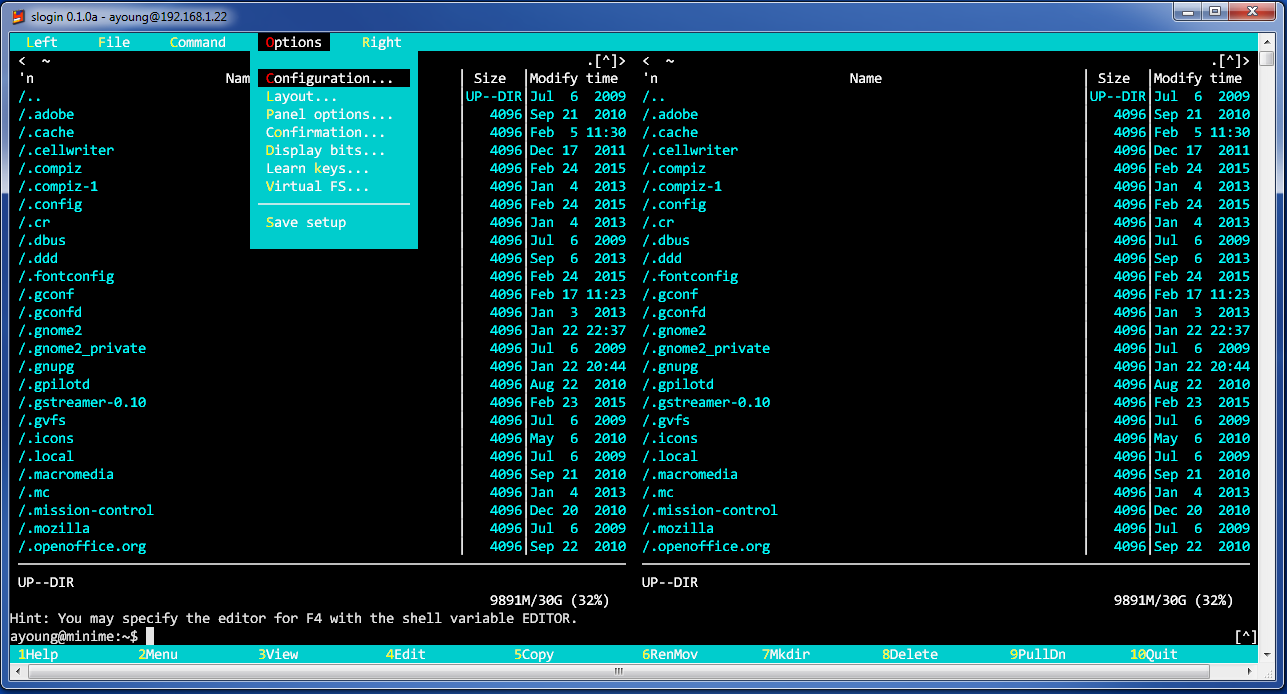 slogin 0.1.0a - ayoung@192.168.1.22
Left File Command Options Right
< ~ .[^]> < ~ .[^]>
'n Nam Configuration... Size Modify time 'n Name Size Modify time
/.. Layout... UP--DIR Jul 6 2009 /.. UP--DIR Jul 6 2009
/.adobe Panel options... 4096 Sep 21 2010 /.adobe 4096 Sep 21 2010
/.cache Confirmation... 4096 Feb 5 11:30 /.cache 4096 Feb 5 11:30
/.cellwriter Display bits... 4096 Dec 17 2011 /.cellwriter 4096 Dec 17 2011
/.compiz Learn keys... 4096 Feb 24 2015 /.compiz 4096 Feb 24 2015
/.compiz-1 Virtual FS... 4096 Jan 4 2013 /.compiz-1 4096 Jan 4 2013
/.config 4096 Feb 24 2015 /.config 4096 Feb 24 2015
/.cr Save setup 4096 Jan 4 2013 /.cr 4096 Jan 4 2013
/.dbus 4096 Jul 6 2009 /.dbus 4096 Jul 6 2009
/.ddd 4096 Sep 6 2013 /.ddd 4096 Sep 6 2013
/.fontconfig 4096 Feb 24 2015 /.fontconfig 4096 Feb 24 2015
/.gconf 4096 Feb 17 11:23 /.gconf 4096 Feb 17 11:23
/.gconfd 4096 Jan 3 2013 /.gconfd 4096 Jan 3 2013
/.gnome2 4096 Jan 22 22:37 /.gnome2 4096 Jan 22 22:37
/.gnome2_private 4096 Jul 6 2009 /.gnome2_private 4096 Jul 6 2009
/.gnupg 4096 Jan 22 20:44 /.gnupg 4096 Jan 22 20:44
/.gpilotd 4096 Aug 22 2010 /.gpilotd 4096 Aug 22 2010
/.gstreamer-0.10 4096 Feb 23 2015 /.gstreamer-0.10 4096 Feb 23 2015
/.gvfs 4096 Jul 6 2009 /.gvfs 4096 Jul 6 2009
/.icons 4096 May 6 2010 /.icons 4096 May 6 2010
/.local 4096 Jul 6 2009 /.local 4096 Jul 6 2009
/.macromedia 4096 Sep 21 2010 /.macromedia 4096 Sep 21 2010
/.mc 4096 Jan 4 2013 /.mc 4096 Jan 4 2013
/.mission-control 4096 Dec 20 2010 /.mission-control 4096 Dec 20 2010
/.mozilla 4096 Jul 6 2009 /.mozilla 4096 Jul 6 2009
/.openoffice.org 4096 Sep 22 2010 /.openoffice.org 4096 Sep 22 2010
UP--DIR UP--DIR
9891M/30G (32%) 9891M/30G (32%)
Hint: You may specify the editor for F4 with the shell variable EDITOR.
ayoung@minime:~$ [^]
1Help 2Menu 3View 4Edit 5Copy 6RenMov 7Mkdir 8Delete 9PullDn 10Quit